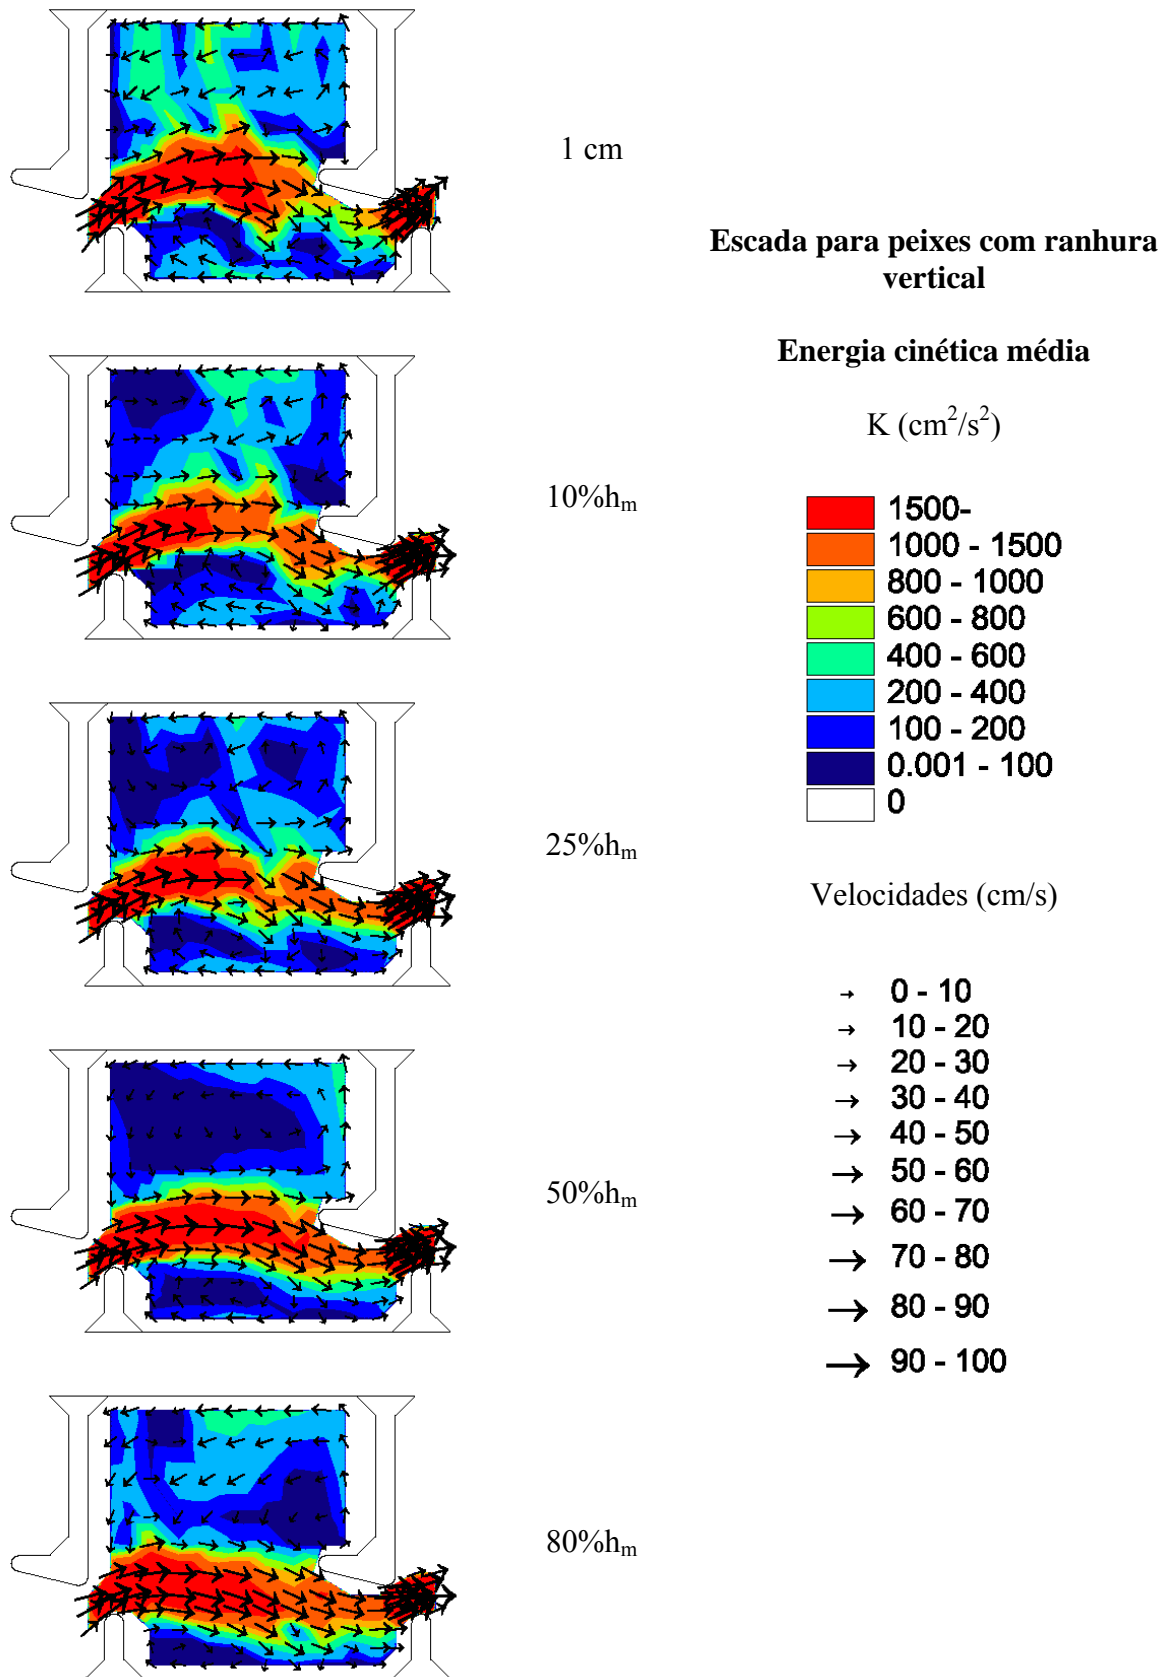 1 cm
Escada para peixes com ranhura
vertical
Energia cinética média
K (cm²/s²)
10%hₘ
1500-
1000 - 1500
800 - 1000
600 - 800
400 - 600
200 - 400
100 - 200
0.001 - 100
0
25%hₘ
Velocidades (cm/s)
0 - 10
10 - 20
20 - 30
30 - 40
40 - 50
50 - 60
60 - 70
70 - 80
80 - 90
90 - 100
50%hₘ
80%hₘ